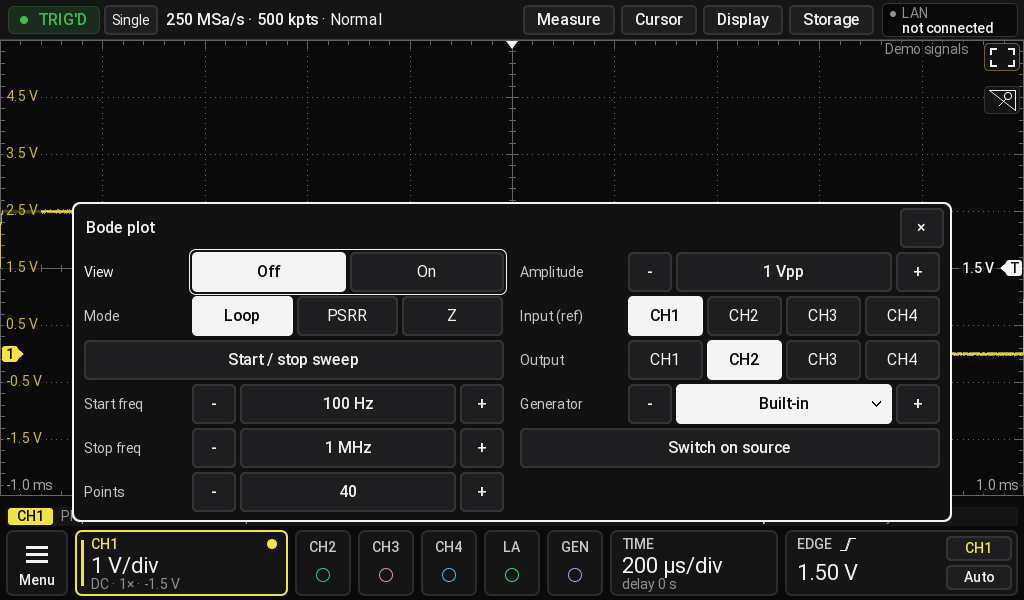 TRIG'D Single 250 MSa/s · 500 kpts · Normal Measure Cursor Display Storage LAN
not connected
Demo signals
4.5 V
3.5 V
2.5 V
Bode plot ×
View Off On Amplitude - 1 Vpp +
1.5 V 1.5 V T
Mode Loop PSRR Z Input (ref) CH1 CH2 CH3 CH4
0.5 V
Start / stop sweep Output CH1 CH2 CH3 CH4
1
-0.5 V
Start freq - 100 Hz + Generator - Built-in +
-1.5 V
Stop freq - 1 MHz + Switch on source
-1.0 ms 1.0 ms
Points - 40 +
CH1
Menu
CH1
1 V/div
DC · 1× · -1.5 V
CH2 CH3 CH4 LA GEN
TIME
200 µs/div
delay 0 s
EDGE
1.50 V
CH1
Auto